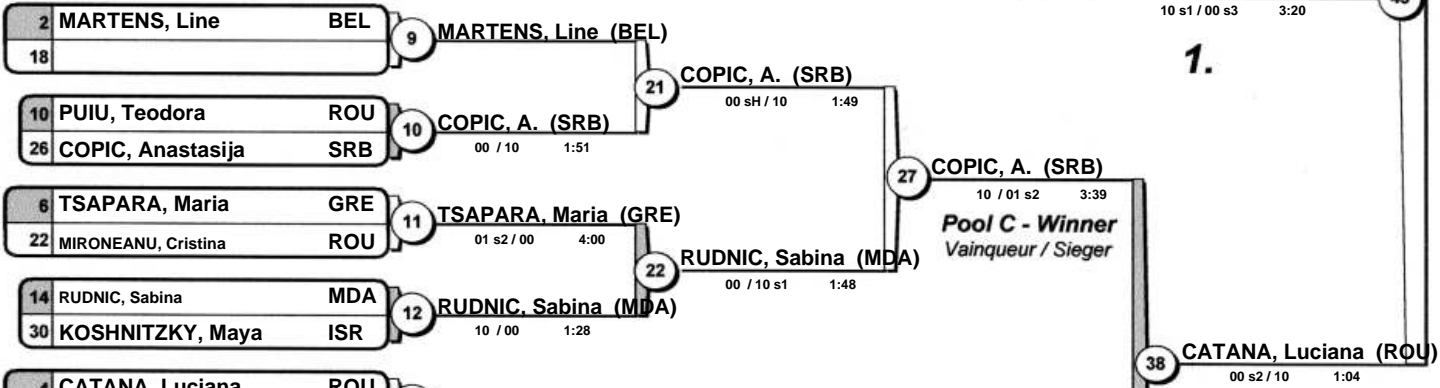 10 s1 / 00 s3 3:20
1.
2 MARTENS, Line BEL
18
9
MARTENS, Line (BEL)
21
COPIC, A. (SRB)
00 sH / 10 1:49
10 PUIU, Teodora ROU
26 COPIC, Anastasija SRB
10
COPIC, A. (SRB)
00 / 10 1:51
27
COPIC, A. (SRB)
10 / 01 s2 3:39
Pool C - Winner
Vainqueur / Sieger
6 TSAPARA, Maria GRE
22 MIRONEANU, Cristina ROU
11
TSAPARA, Maria (GRE)
01 s2 / 00 4:00
22
RUDNIC, Sabina (MDA)
00 / 10 s1 1:48
14 RUDNIC, Sabina MDA
30 KOSHNITZKY, Maya ISR
12
RUDNIC, Sabina (MDA)
10 / 00 1:28
38
CATANA, Luciana (ROU)
00 s2 / 10 1:04
CATANA, Luciana ROU